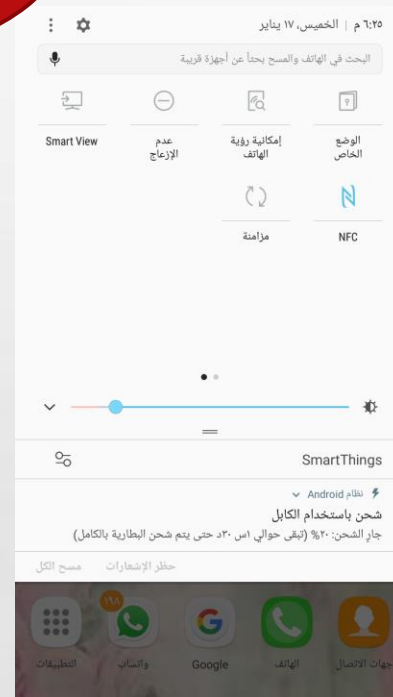 ٦:٢٥ م | الخميس، ١٧ يناير
البحث في الهاتف والمسح بحثاً عن أجهزة قريبة
الوضع الخاص
إمكانية رؤية الهاتف
عدم الإزعاج
Smart View
NFC
مزامنة
SmartThings
نظام Android
شحن باستخدام الكابل
جارٍ الشحن: ٢٠% (تبقى حوالي ١س ٣٠د حتى يتم شحن البطارية بالكامل)
حظر الإشعارات مسح الكل
١٩٨
جهات الاتصال الهاتف Google واتساب التطبيقات